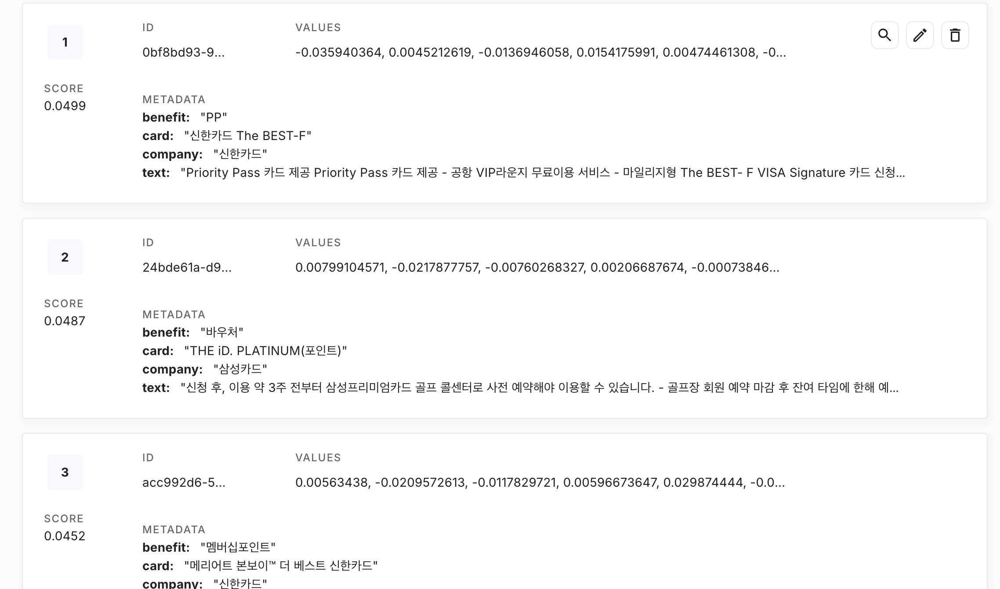 1
ID
VALUES
0bf8bd93-9...
-0.035940364, 0.0045212619, -0.0136946058, 0.0154175991, 0.00474461308, -0...
SCORE
0.0499
METADATA
benefit: "PP"
card: "신한카드 The BEST-F"
company: "신한카드"
text: "Priority Pass 카드 제공 Priority Pass 카드 제공 - 공항 VIP라운지 무료이용 서비스 - 마일리지형 The BEST- F VISA Signature 카드 신청...
2
ID
VALUES
24bde61a-d9...
0.00799104571, -0.0217877757, -0.00760268327, 0.00206687674, -0.00073846...
SCORE
0.0487
METADATA
benefit: "바우처"
card: "THE iD. PLATINUM(포인트)"
company: "삼성카드"
text: "신청 후, 이용 약 3주 전부터 삼성프리미엄카드 골프 콜센터로 사전 예약해야 이용할 수 있습니다. - 골프장 회원 예약 마감 후 잔여 타임에 한해 예...
3
ID
VALUES
acc992d6-5...
0.00563438, -0.0209572613, -0.0117829721, 0.00596673647, 0.029874444, -0.0...
SCORE
0.0452
METADATA
benefit: "멤버십포인트"
card: "메리어트 본보이™ 더 베스트 신한카드"
company: "신한카드"